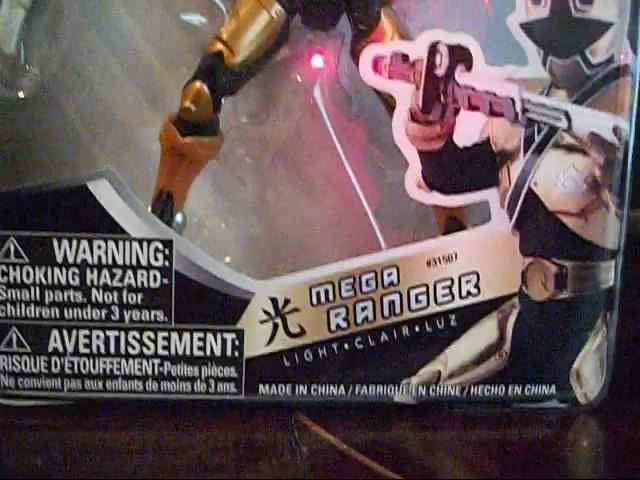 ⚠ WARNING:
CHOKING HAZARD-
Small parts. Not for
children under 3 years.
⚠ AVERTISSEMENT:
RISQUE D'ÉTOUFFEMENT-Petites pièces.
Ne convient pas aux enfants de moins de 3 ans.
#31507
光 MEGA
RANGER
LIGHT•CLAIR•LUZ
MADE IN CHINA / FABRIQUÉ EN CHINE / HECHO EN CHINA